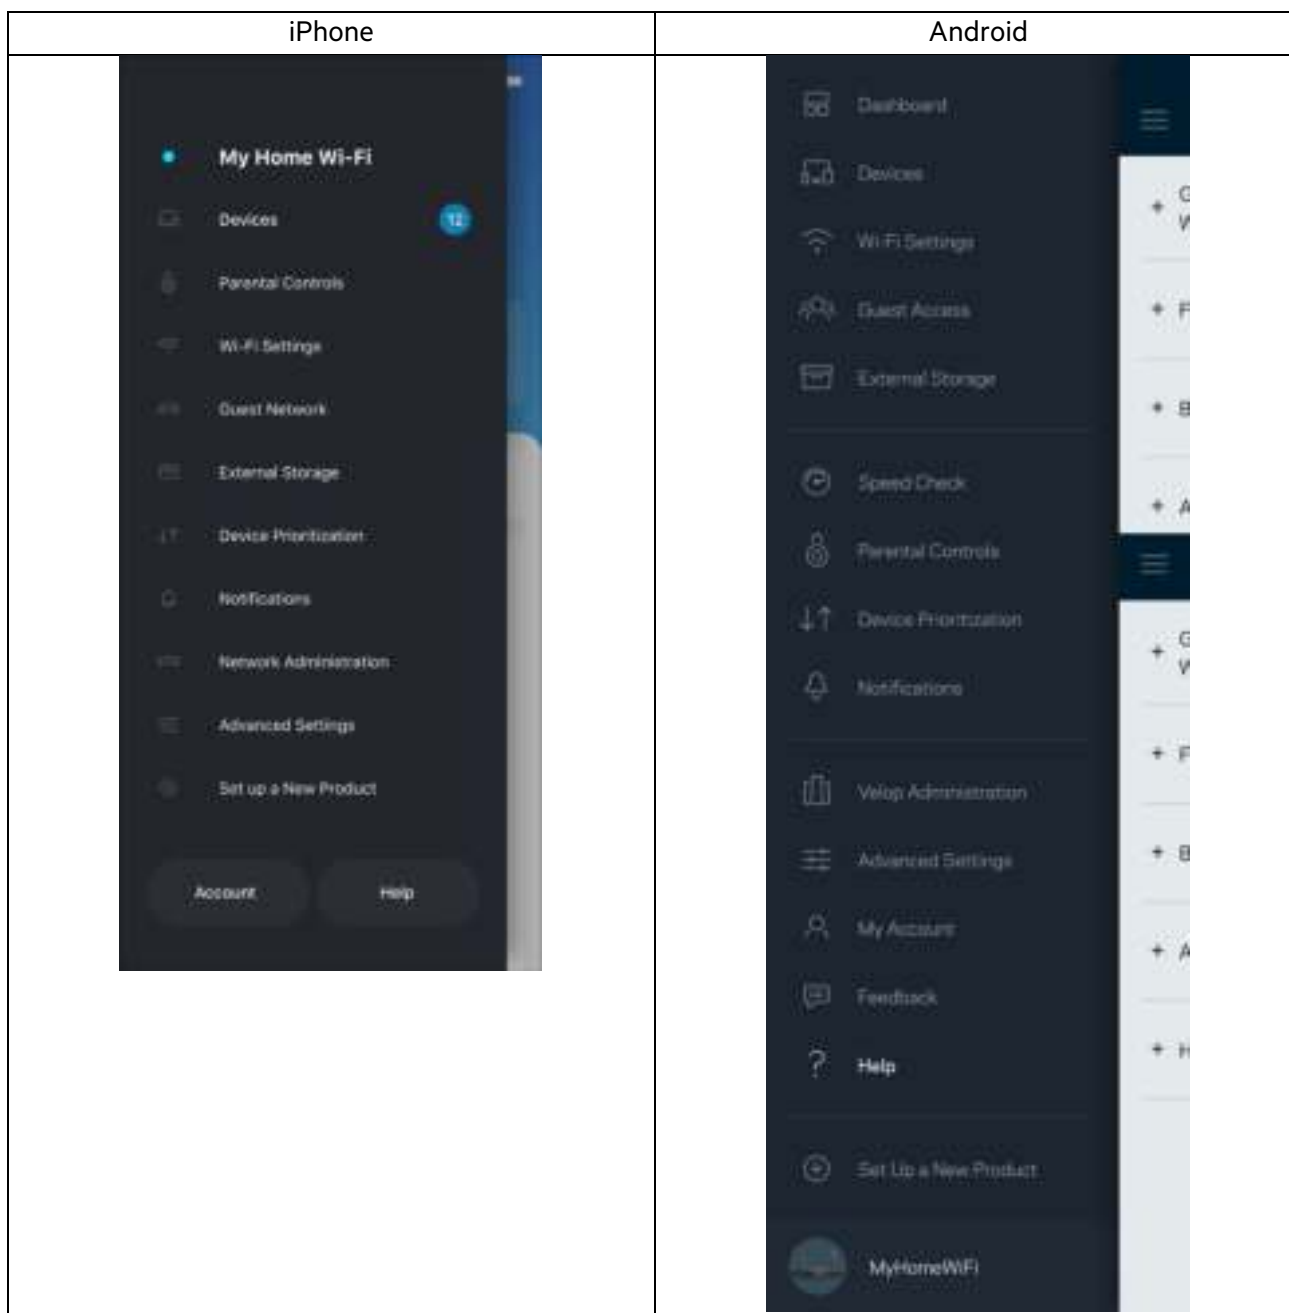 iPhone
Android
My Home Wi-Fi
Devices 12
Parental Controls
Wi-Fi Settings
Guest Network
External Storage
Device Prioritization
Notifications
Network Administration
Advanced Settings
Set up a New Product
Account Help
Dashboard
Devices
Wi-Fi Settings
Guest Access
External Storage
Speed Check
Parental Controls
Device Prioritization
Notifications
Velop Administration
Advanced Settings
My Account
Feedback
? Help
Set Up a New Product
MyHomeWiFi
+ G
W
+ F
+ B
+ A
+ G
W
+ F
+ B
+ A
+ H